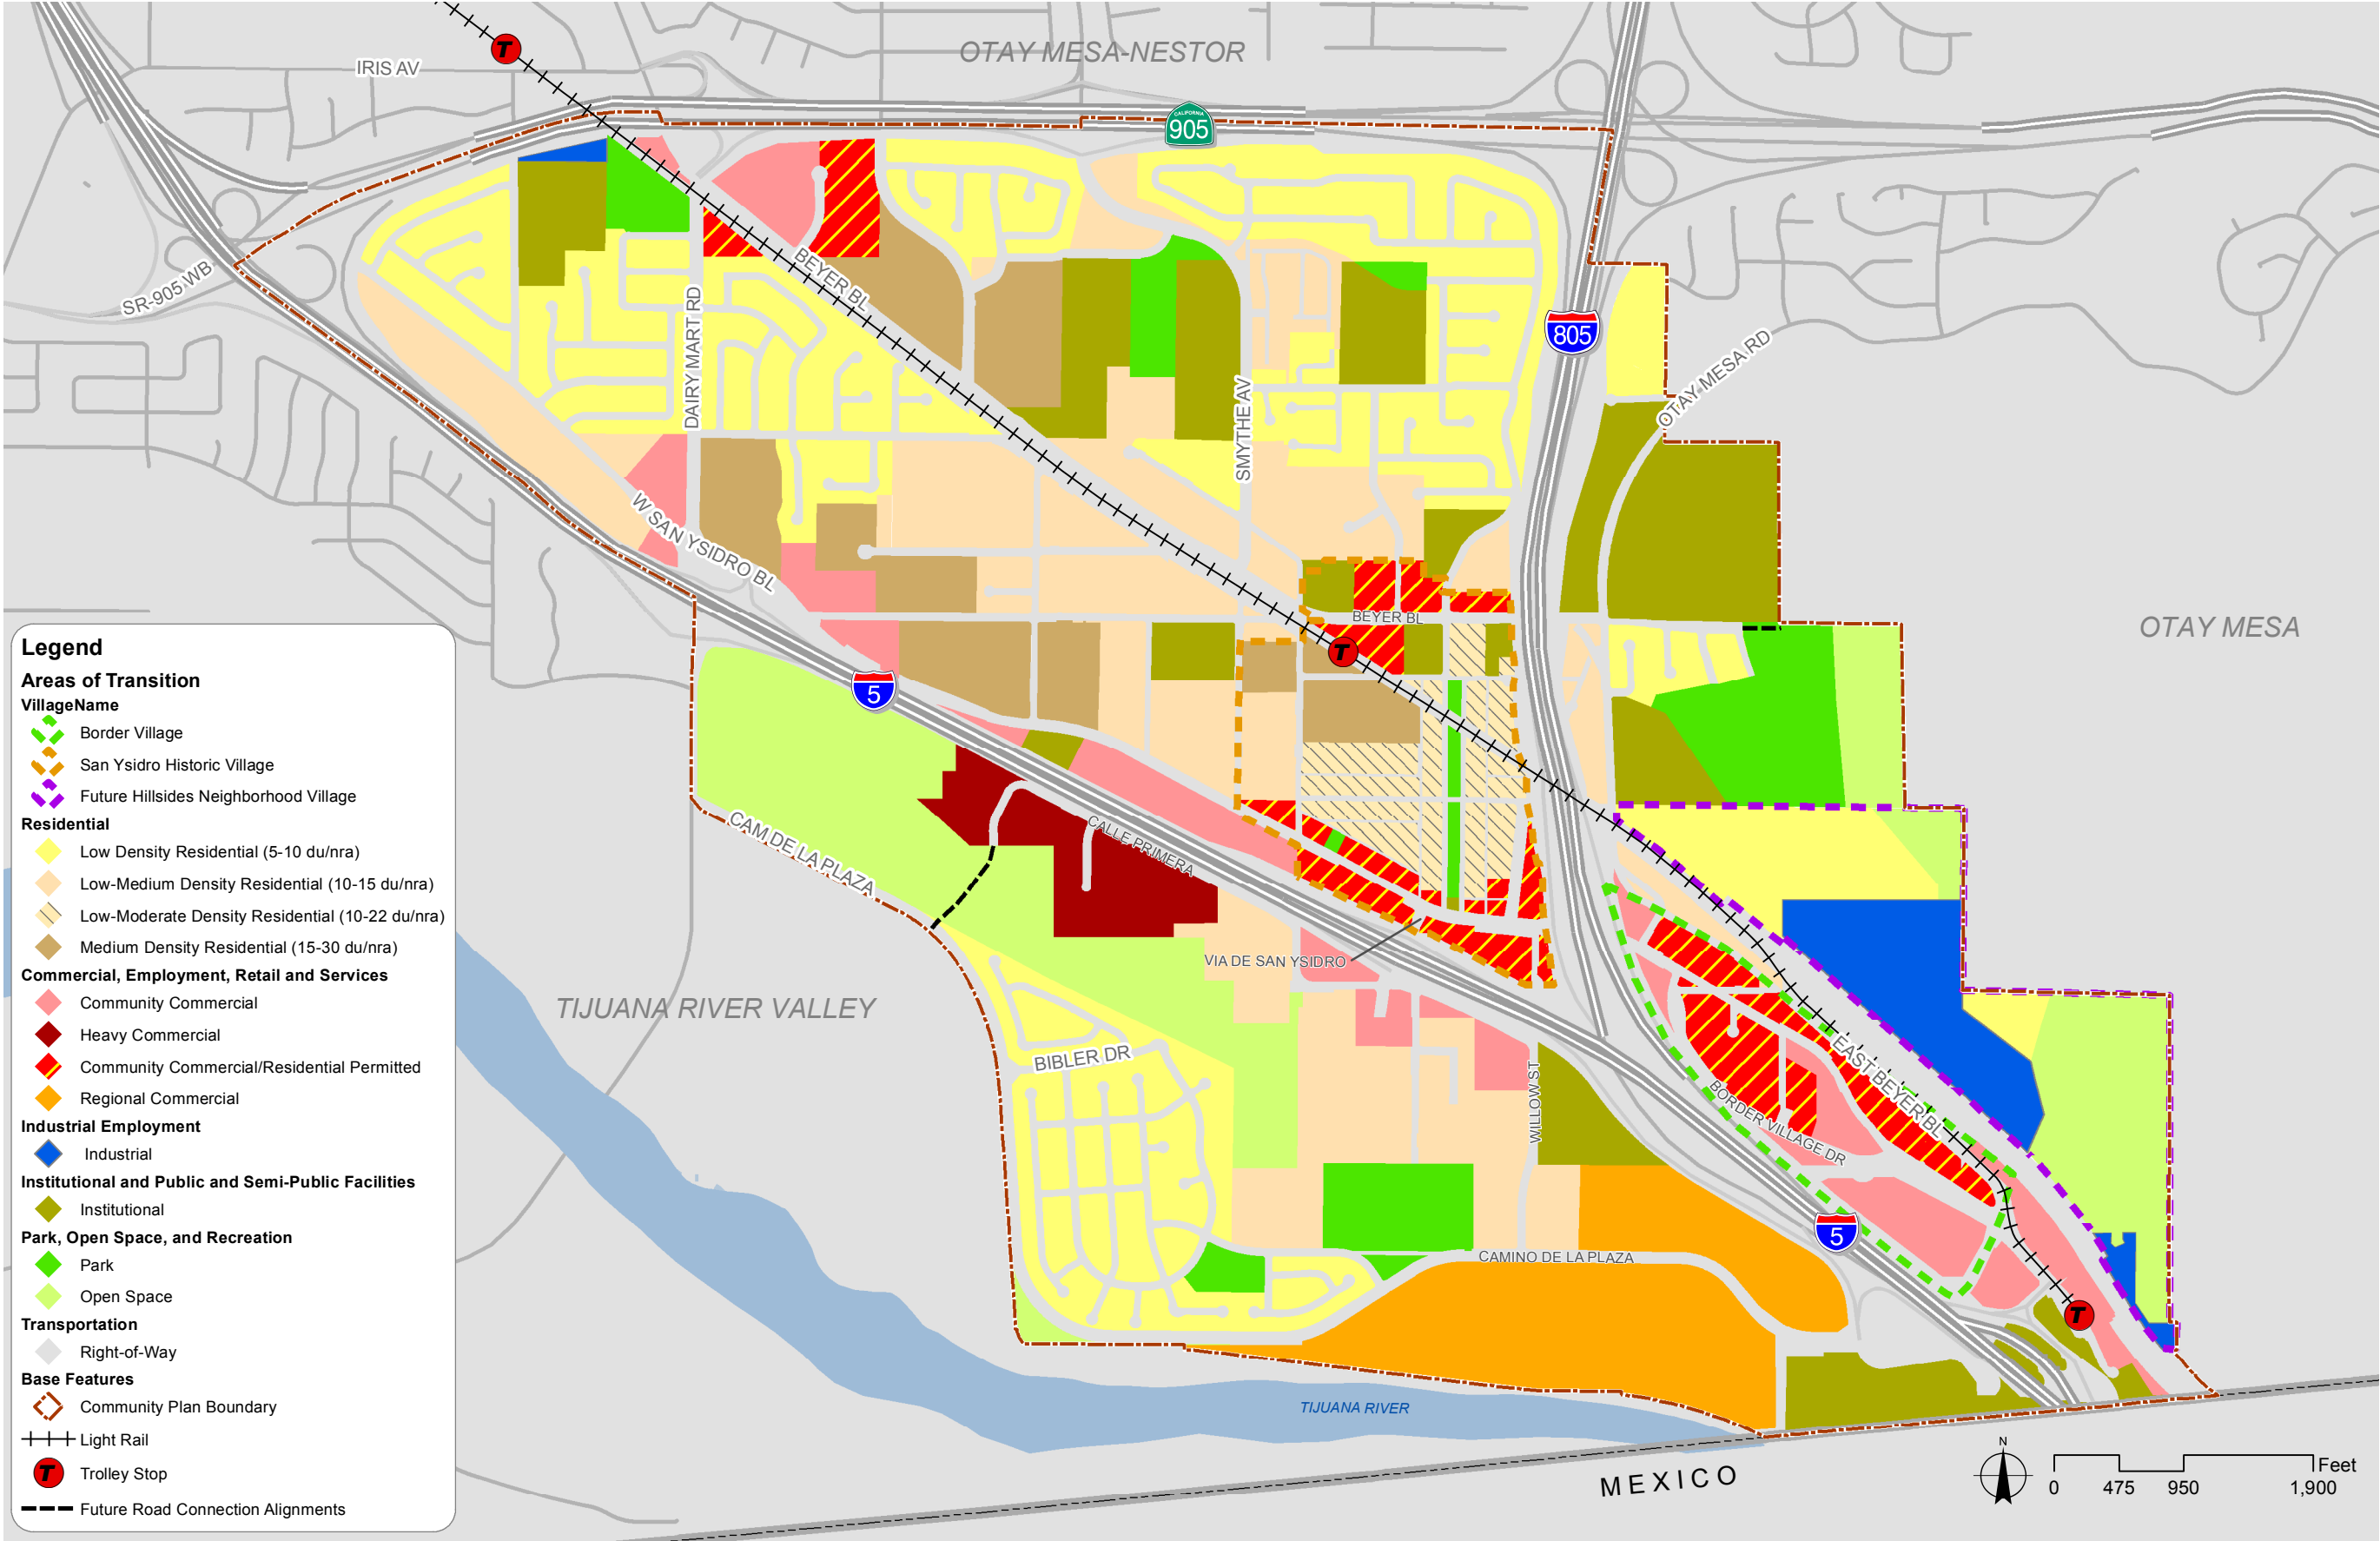 OTAY MESA-NESTOR
IRIS AV
CALIFORNIA
905
SR-905 WB
BEYER BL
DAIRY MART RD
805
OTAY MESA RD
SMYTHE AV
W SAN YSIDRO BL
BEYER BL
OTAY MESA
T
T
5
CAM DE LA PLAZA
CALLE PRIMERA
VIA DE SAN YSIDRO
TIJUANA RIVER VALLEY
BIBLER DR
WILLOW ST
EAST BEYER BL
BORDER VILLAGE DR
5
CAMINO DE LA PLAZA
T
TIJUANA RIVER
MEXICO
N
Feet
0 475 950 1,900
Legend
Areas of Transition
VillageName
Border Village
San Ysidro Historic Village
Future Hillsides Neighborhood Village
Residential
Low Density Residential (5-10 du/nra)
Low-Medium Density Residential (10-15 du/nra)
Low-Moderate Density Residential (10-22 du/nra)
Medium Density Residential (15-30 du/nra)
Commercial, Employment, Retail and Services
Community Commercial
Heavy Commercial
Community Commercial/Residential Permitted
Regional Commercial
Industrial Employment
Industrial
Institutional and Public and Semi-Public Facilities
Institutional
Park, Open Space, and Recreation
Park
Open Space
Transportation
Right-of-Way
Base Features
Community Plan Boundary
Light Rail
T
Trolley Stop
Future Road Connection Alignments